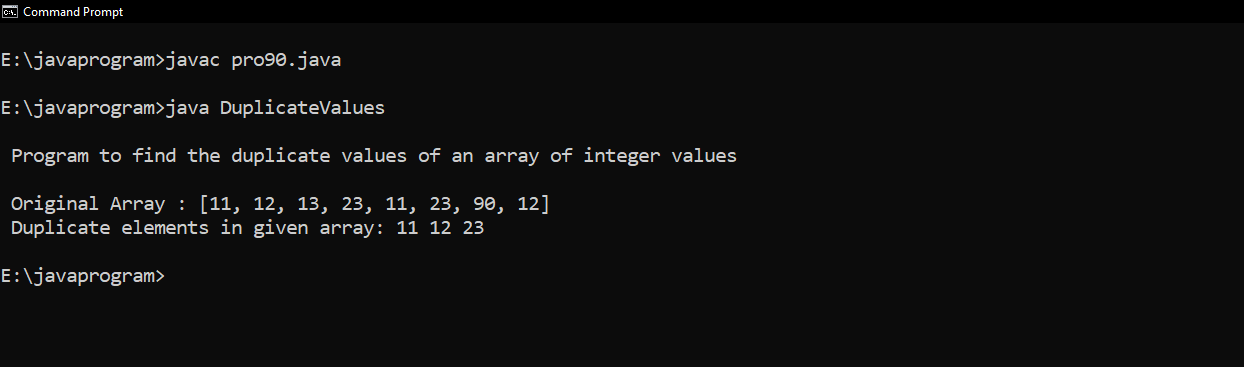 Command Prompt
E:\javaprogram>javac pro90.java
E:\javaprogram>java DuplicateValues
Program to find the duplicate values of an array of integer values
Original Array : [11, 12, 13, 23, 11, 23, 90, 12]
Duplicate elements in given array: 11 12 23
E:\javaprogram>